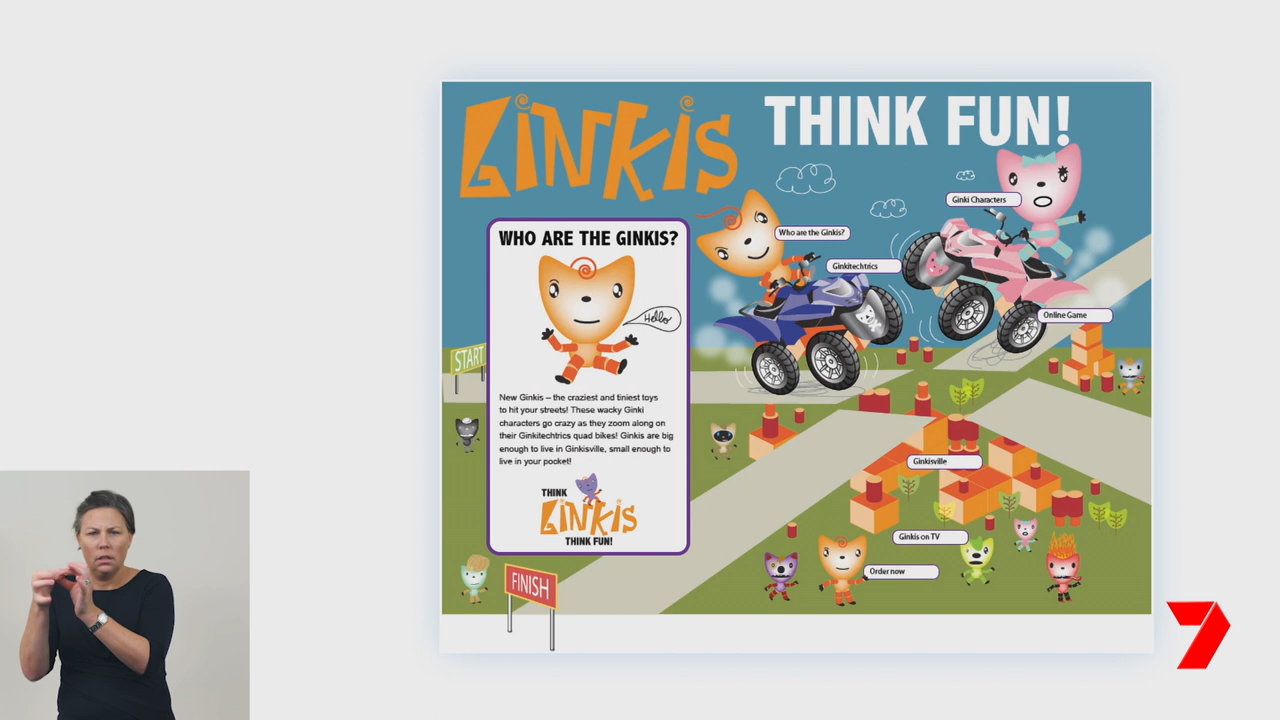 GINKIS
THINK FUN!
Ginki Characters
Who are the Ginkis?
Ginkitechtrics
Online Game
WHO ARE THE GINKIS?
Hello
START
New Ginkis – the craziest and tiniest toys
to hit your streets! These wacky Ginki
characters go crazy as they zoom along on
their Ginkitechtrics quad bikes! Ginkis are big
enough to live in Ginkisville, small enough to
live in your pocket!
THINK
GINKIS
THINK FUN!
Ginkisville
Ginkis on TV
Order now
FINISH
7